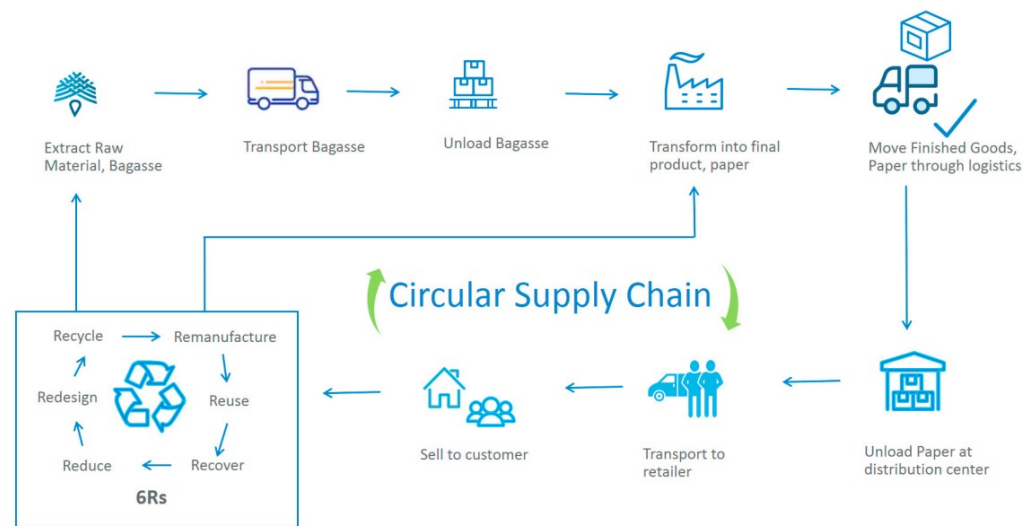 Extract Raw
Material, Bagasse
Transport Bagasse
Unload Bagasse
Transform into final
product, paper
Move Finished Goods,
Paper through logistics
Circular Supply Chain
Recycle
Remanufacture
Redesign
Reuse
Reduce
Recover
6Rs
Sell to customer
Transport to
retailer
Unload Paper at
distribution center